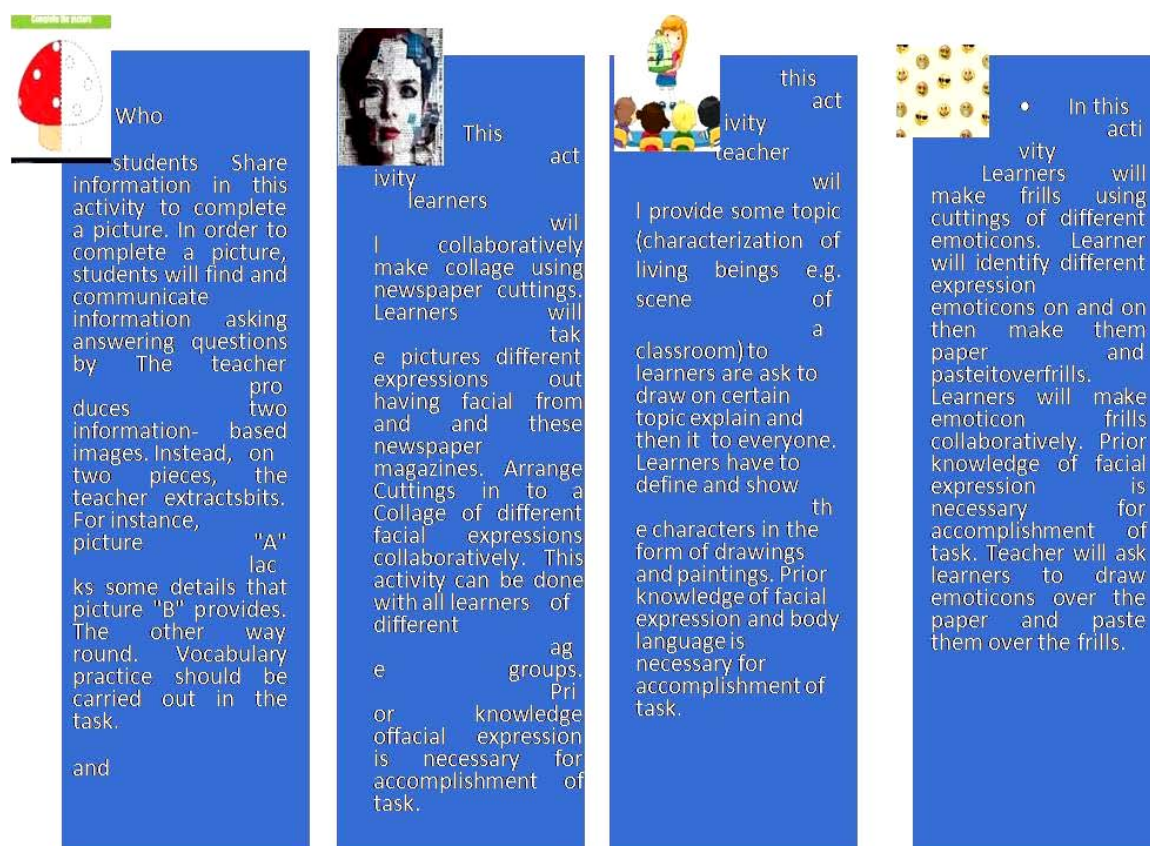 Complete the picture
Who
students Share
information in this
activity to complete
a picture. In order to
complete a picture,
students will find and
communicate
information asking
answering questions
by The teacher
pro
duces two
information- based
images. Instead, on
two pieces, the
teacher extractsbits.
For instance,
picture "A"
lac
ks some details that
picture "B" provides.
The other way
round. Vocabulary
practice should be
carried out in the
task.
and
This
act
ivity
learners
wil
l collaboratively
make collage using
newspaper cuttings.
Learners will
tak
e pictures different
expressions out
having facial from
and and these
newspaper
magazines. Arrange
Cuttings in to a
Collage of different
facial expressions
collaboratively. This
activity can be done
with all learners of
different
ag
e groups.
Pri
or knowledge
offacial expression
is necessary for
accomplishment of
task.
this
act
ivity
teacher
wil
l provide some topic
(characterization of
living beings e.g.
scene of
a
classroom) to
learners are ask to
draw on certain
topic explain and
then it to everyone.
Learners have to
define and show
th
e characters in the
form of drawings
and paintings. Prior
knowledge of facial
expression and body
language is
necessary for
accomplishment of
task.
• In this
acti
vity
Learners will
make frills using
cuttings of different
emoticons. Learner
will identify different
expression
emoticons on and on
then make them
paper and
pasteitoverfrills.
Learners will make
emoticon frills
collaboratively. Prior
knowledge of facial
expression is
necessary for
accomplishment of
task. Teacher will ask
learners to draw
emoticons over the
paper and paste
them over the frills.